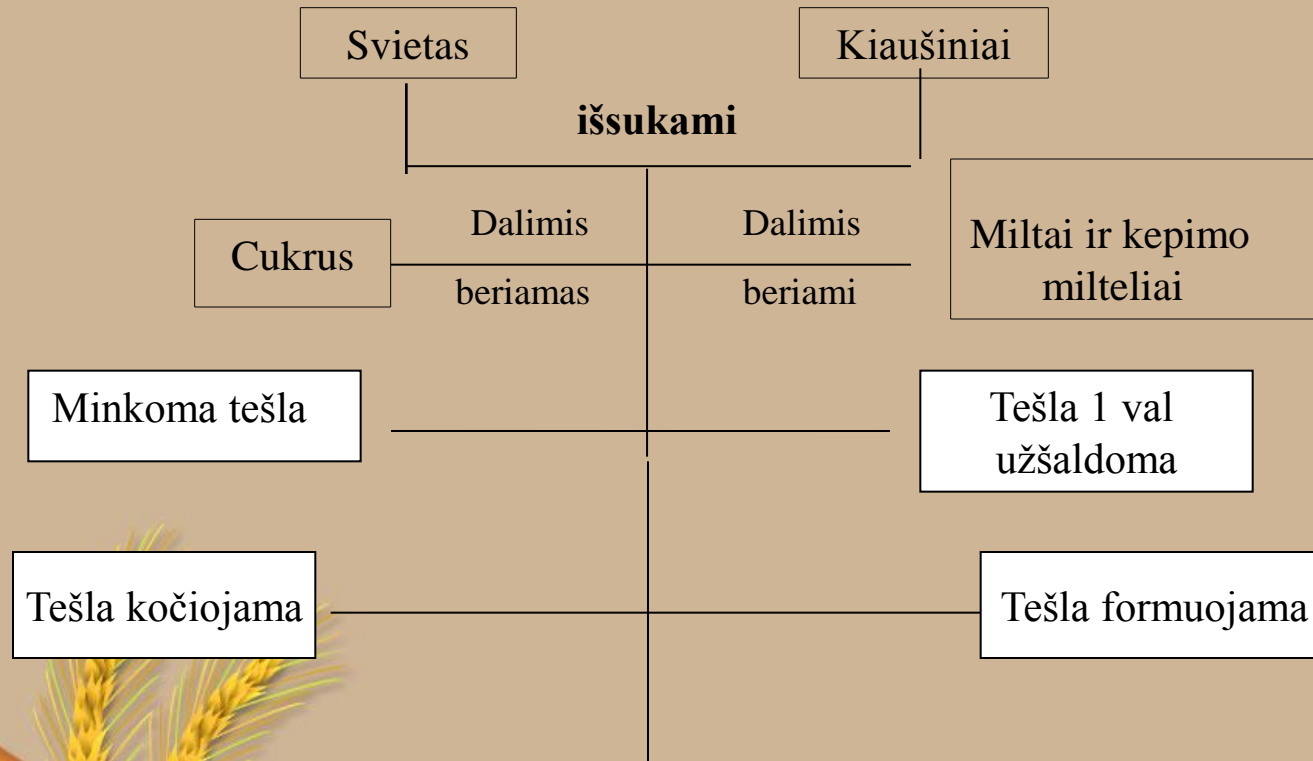 Svietas
Kiaušiniai
išsukami
Cukrus
Dalimis
beriamas
Dalimis
beriami
Miltai ir kepimo
milteliai
Minkoma tešla
Tešla 1 val
užšaldoma
Tešla kočiojama
Tešla formuojama